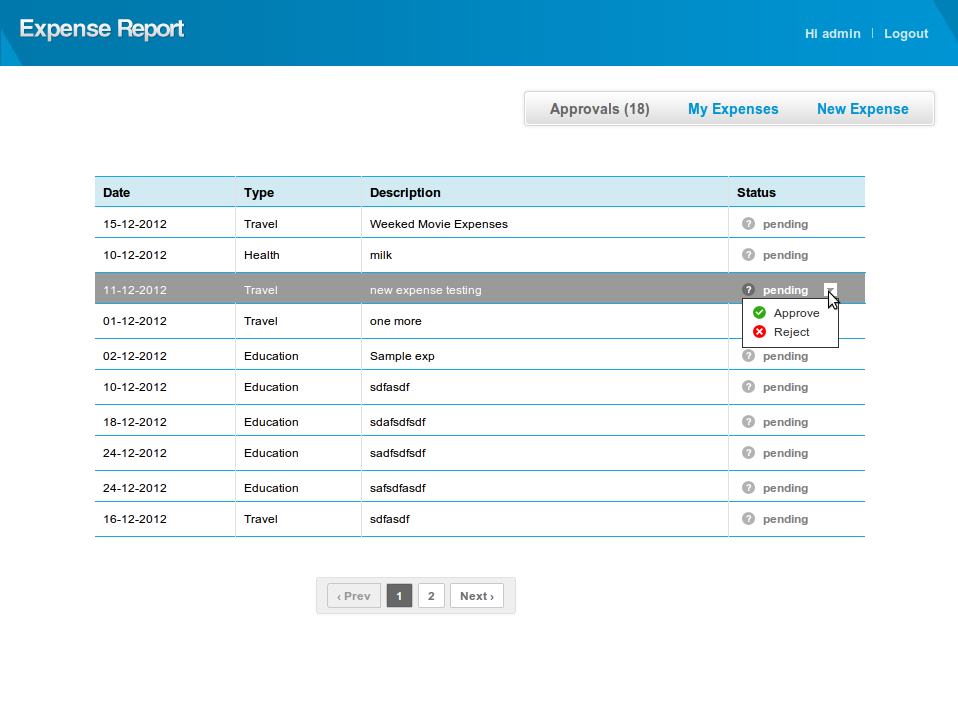 Expense Report
Hi admin | Logout
Approvals (18) My Expenses New Expense
Date Type Description Status
15-12-2012 Travel Weeked Movie Expenses ? pending
10-12-2012 Health milk ? pending
11-12-2012 Travel new expense testing ? pending
Approve
01-12-2012 Travel one more
Reject
02-12-2012 Education Sample exp ? pending
10-12-2012 Education sdfasdf ? pending
18-12-2012 Education sdafsdfsdf ? pending
24-12-2012 Education sadfsdfsdf ? pending
24-12-2012 Education safsdfasdf ? pending
16-12-2012 Travel sdfasdf ? pending
‹ Prev 1 2 Next ›